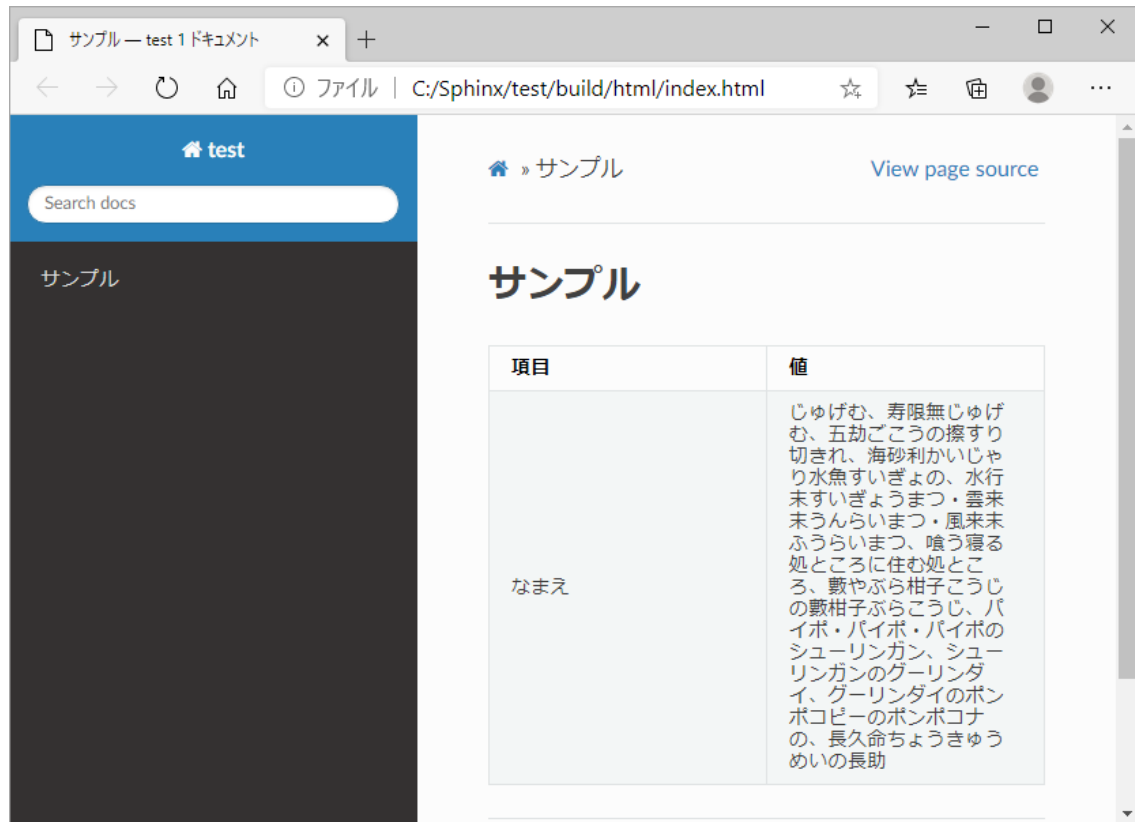 サンプル — test 1 ドキュメント
ファイル | C:/Sphinx/test/build/html/index.html
test
Search docs
サンプル
» サンプル
View page source
サンプル
項目
値
なまえ
じゅげむ、寿限無じゅげ
む、五劫ごこうの擦すり
切きれ、海砂利かいじゃ
り水魚すいぎょの、水行
末すいぎょうまつ・雲来
末うんらいまつ・風来末
ふうらいまつ、喰う寝る
処ところに住む処とこ
ろ、藪やぶら柑子こうじ
の藪柑子ぶらこうじ、パ
イポ・パイポ・パイポの
シューリンガン、シュー
リンガンのグーリンダ
イ、グーリンダイのポン
ポコピーのポンポコナ
の、長久命ちょうきゅう
めいの長助